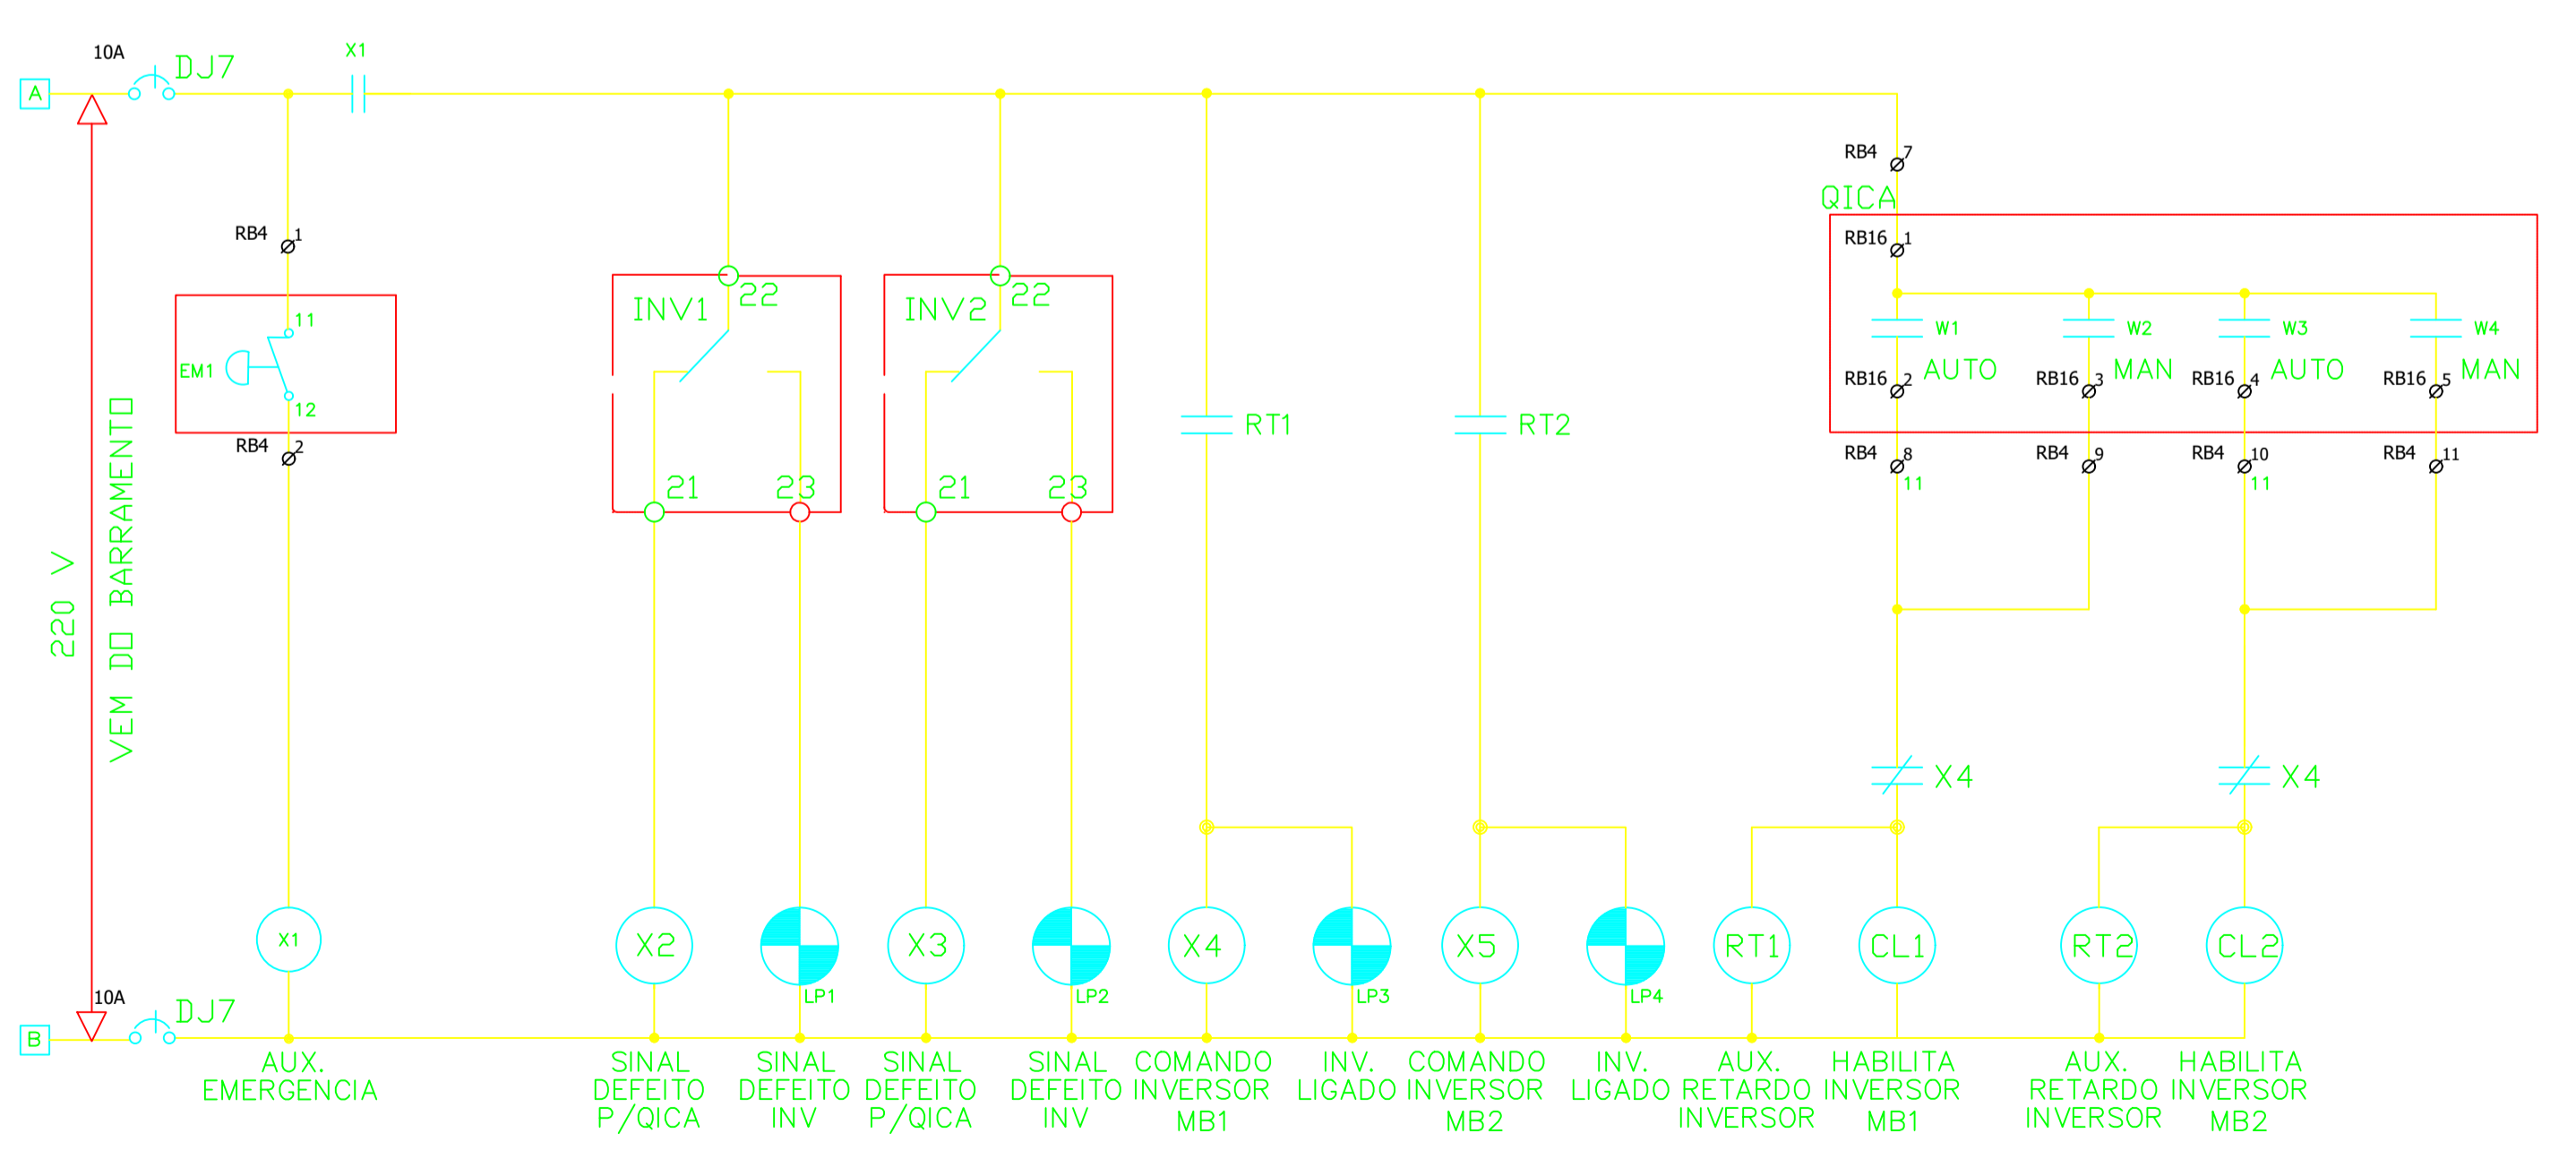 10A
DJ7
X1
A
RB4 7
QICA
RB4 1
RB16 1
INV1
22
INV2
22
11
EM1
12
W1
W2
W3
W4
AUTO
MAN
AUTO
MAN
RB16 2
RB16 3
RB16 4
RB16 5
RT1
RT2
RB4 2
RB4 8
RB4 9
RB4 10
RB4 11
11
11
21
23
21
23
220 V
VEM DO BARRAMENTO
X4
X4
X1
X2
X3
X4
X5
RT1
CL1
RT2
CL2
LP1
LP2
LP3
LP4
10A
DJ7
B
AUX.
EMERGENCIA
SINAL
DEFEITO
P/QICA
SINAL
DEFEITO
INV
SINAL
DEFEITO
P/QICA
SINAL
DEFEITO
INV
COMANDO
INVERSOR
MB1
INV.
LIGADO
COMANDO
INVERSOR
MB2
INV.
LIGADO
AUX.
RETARDO
INVERSOR
HABILITA
INVERSOR
MB1
AUX.
RETARDO
INVERSOR
HABILITA
INVERSOR
MB2